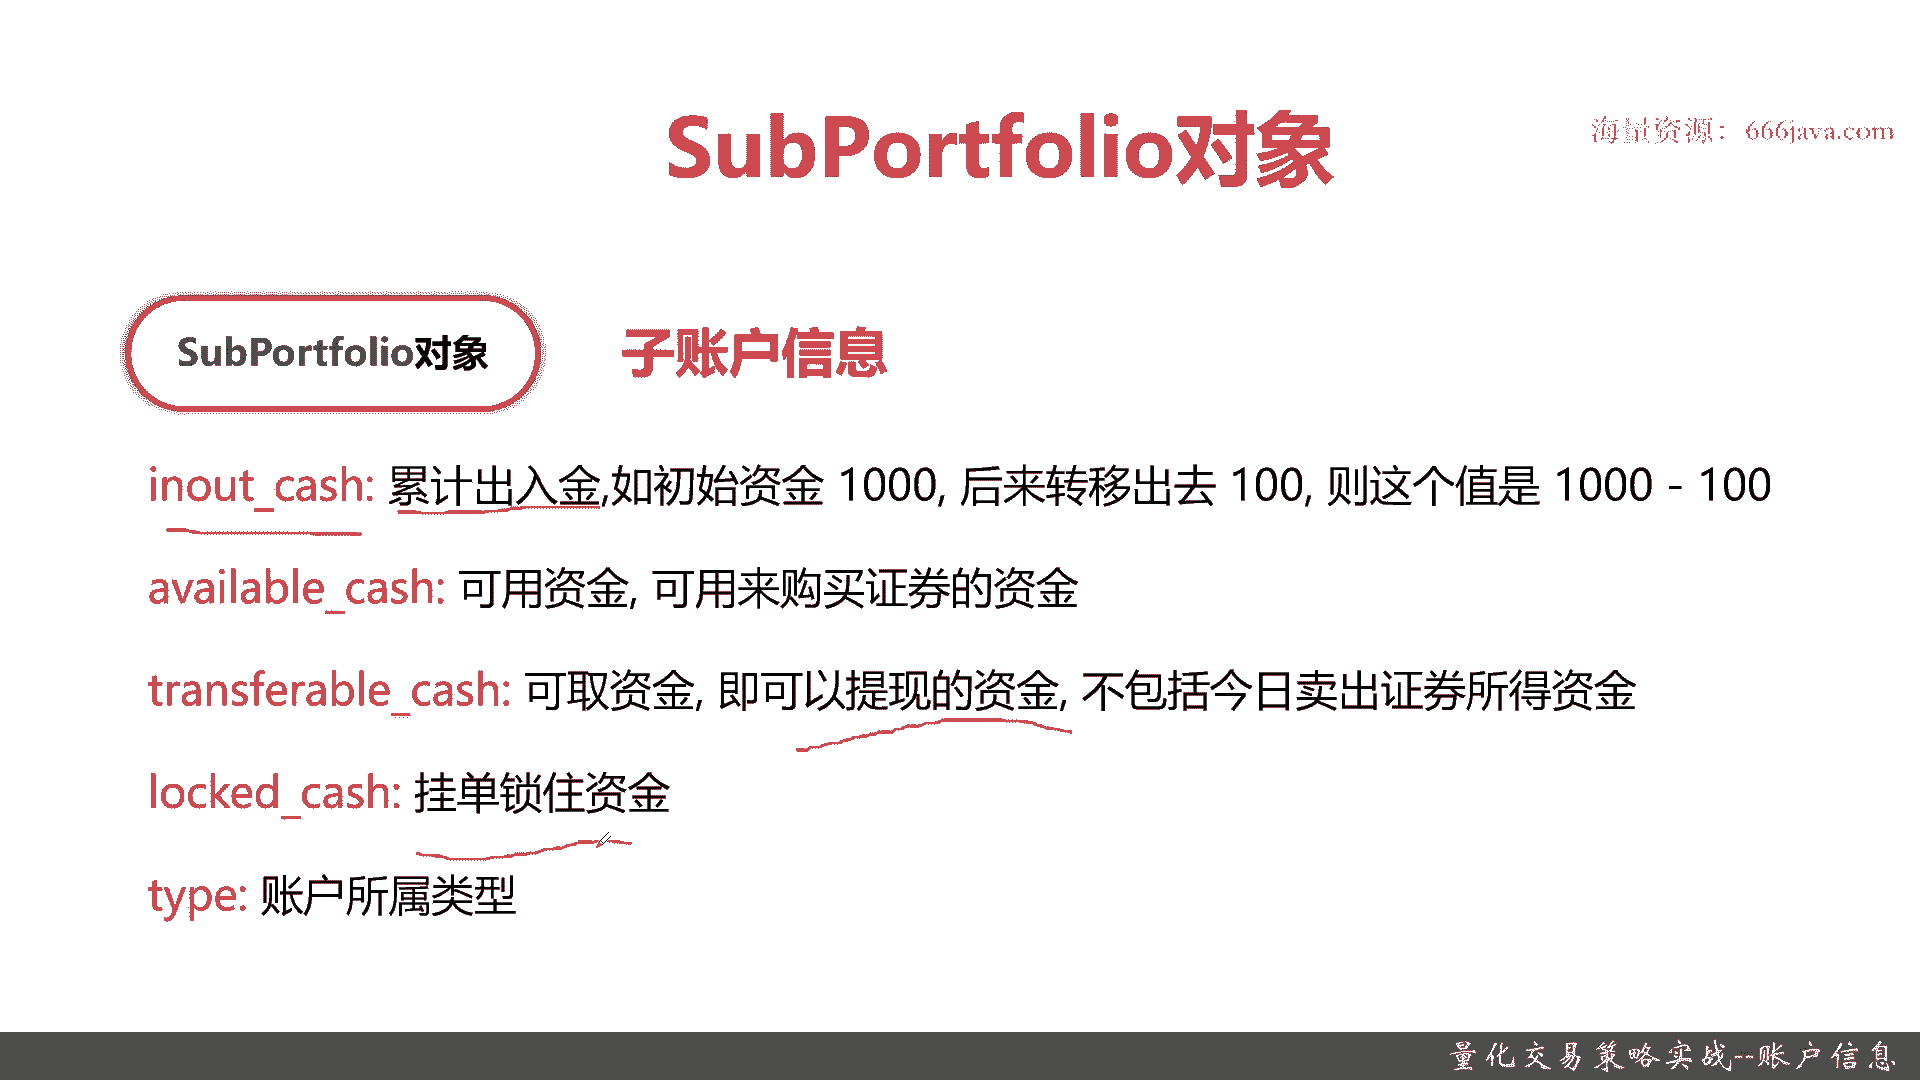 SubPortfolio对象
海量资源：666java.com
SubPortfolio对象
子账户信息
inout_cash: 累计出入金,如初始资金 1000, 后来转移出去 100, 则这个值是 1000 - 100
available_cash: 可用资金, 可用来购买证券的资金
transferable_cash: 可取资金, 即可以提现的资金, 不包括今日卖出证券所得资金
locked_cash: 挂单锁住资金
type: 账户所属类型
量化交易策略实战--账户信息